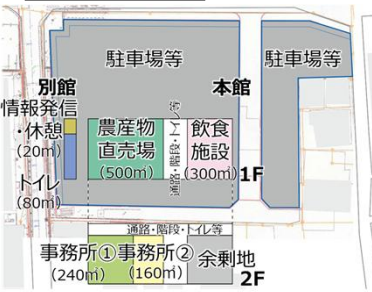 駐車場等
駐車場等
別館
本館
情報発信
・休憩
(20㎡)
トイレ
(80㎡)
農産物
直売場
(500㎡)
通路・階段・トイレ等
飲食
施設
(300㎡)
1F
通路・階段・トイレ等
事務所①
(240㎡)
事務所②
(160㎡)
余剰地
2F